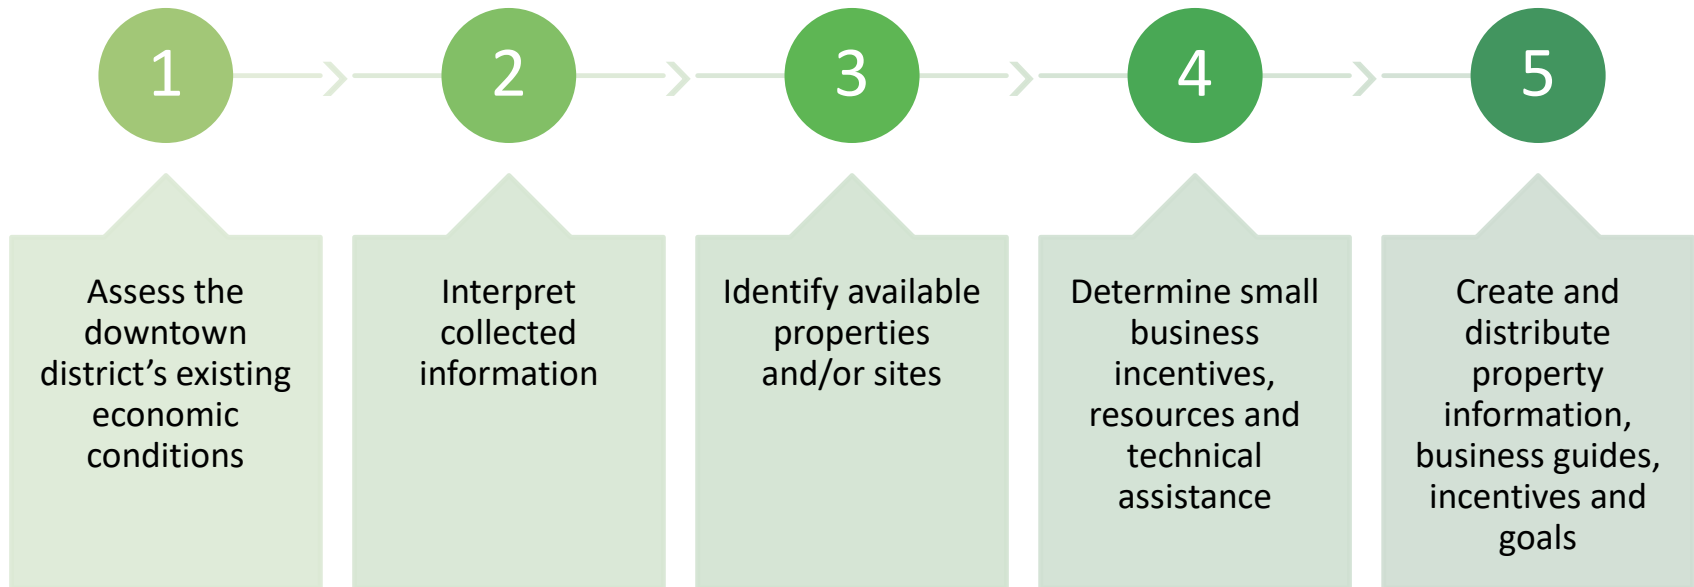 1
2
3
4
5
Assess the
downtown
district’s existing
economic
conditions
Interpret
collected
information
Identify available
properties
and/or sites
Determine small
business
incentives,
resources and
technical
assistance
Create and
distribute
property
information,
business guides,
incentives and
goals